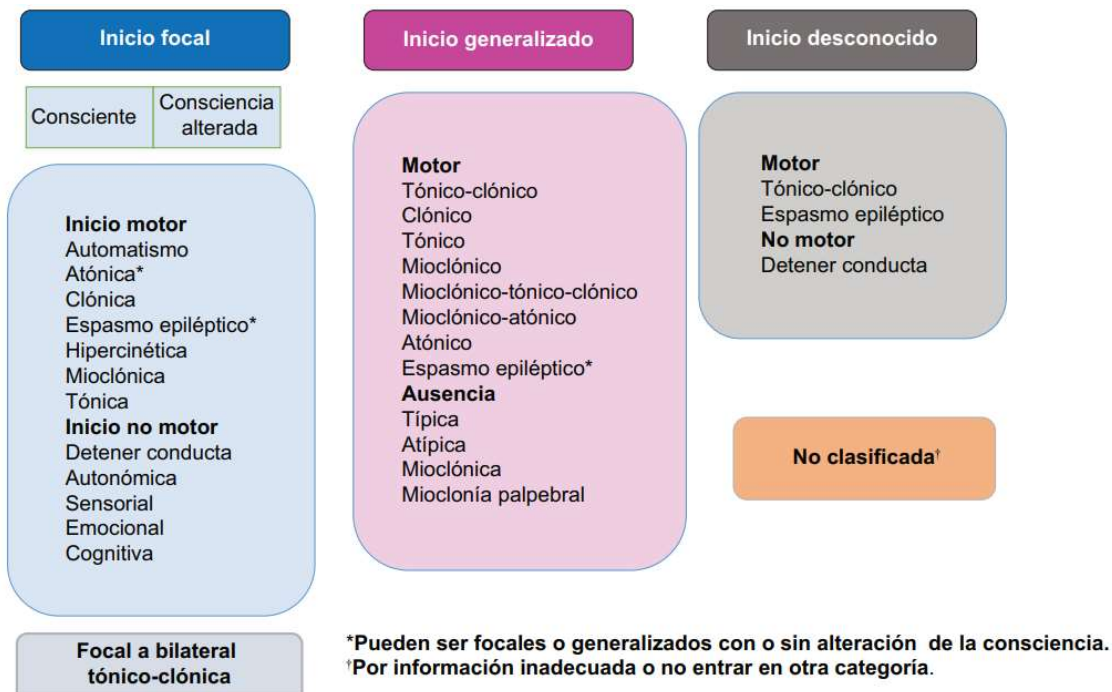 Inicio focal
Consciente
Consciencia
alterada
Inicio motor
Automatismo
Atónica*
Clónica
Espasmo epiléptico*
Hipercinética
Mioclónica
Tónica
Inicio no motor
Detener conducta
Autonómica
Sensorial
Emocional
Cognitiva
Focal a bilateral
tónico-clónica
Inicio generalizado
Motor
Tónico-clónico
Clónico
Tónico
Mioclónico
Mioclónico-tónico-clónico
Mioclónico-atónico
Atónico
Espasmo epiléptico*
Ausencia
Típica
Atípica
Mioclónica
Mioclonía palpebral
Inicio desconocido
Motor
Tónico-clónico
Espasmo epiléptico
No motor
Detener conducta
No clasificada†
*Pueden ser focales o generalizados con o sin alteración de la consciencia.
†Por información inadecuada o no entrar en otra categoría.